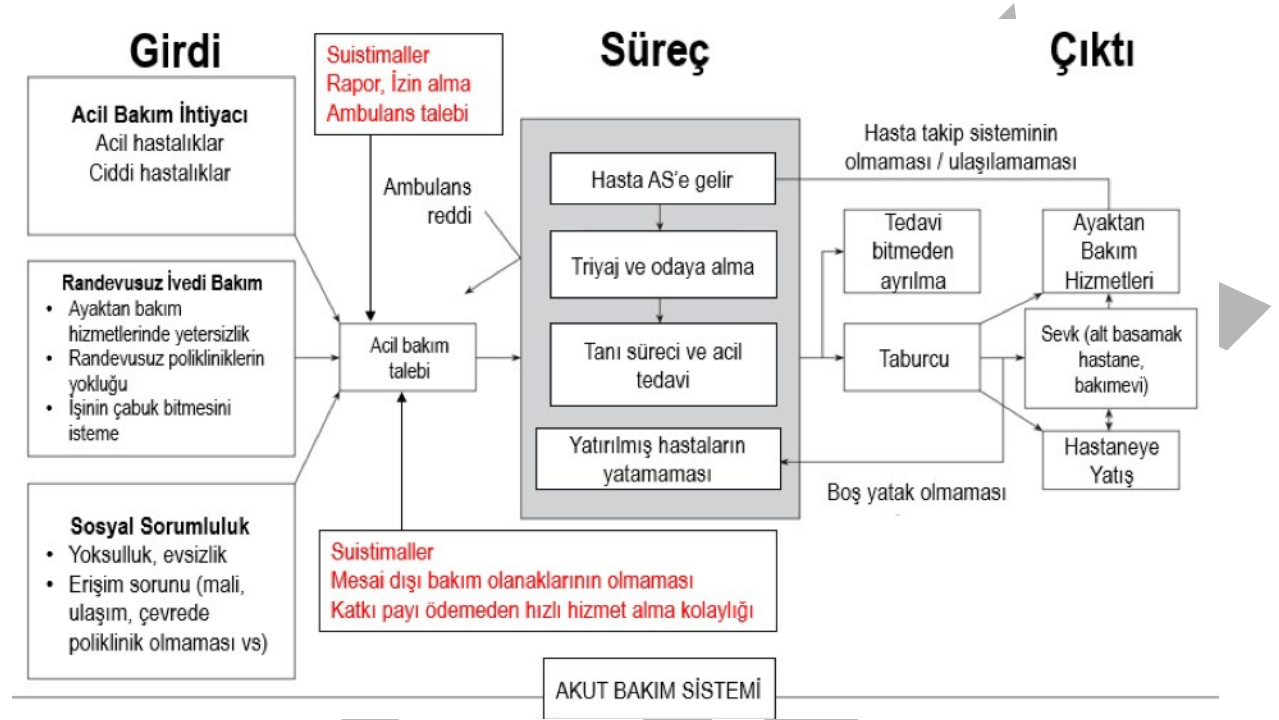 Girdi
Süreç
Çıktı
Suistimaller
Rapor, İzin alma
Ambulans talebi
Acil Bakım İhtiyacı
Acil hastalıklar
Ciddi hastalıklar
Randevusuz İvedi Bakım
• Ayaktan bakım
hizmetlerinde yetersizlik
• Randevusuz polikliniklerin
yokluğu
• İşinin çabuk bitmesini
isteme
Sosyal Sorumluluk
• Yoksulluk, evsizlik
• Erişim sorunu (mali,
ulaşım, çevrede
poliklinik olmaması vs)
Ambulans
reddi
Acil bakım
talebi
Suistimaller
Mesai dışı bakım olanaklarının olmaması
Katkı payı ödemeden hızlı hizmet alma kolaylığı
Hasta AS'e gelir
Triyaj ve odaya alma
Tanı süreci ve acil
tedavi
Yatırılmış hastaların
yatamaması
Hasta takip sisteminin
olmaması / ulaşılamaması
Tedavi
bitmeden
ayrılma
Taburcu
Ayaktan
Bakım
Hizmetleri
Sevk (alt basamak
hastane,
bakımevi)
Hastaneye
Yatış
Boş yatak olmaması
AKUT BAKIM SİSTEMİ